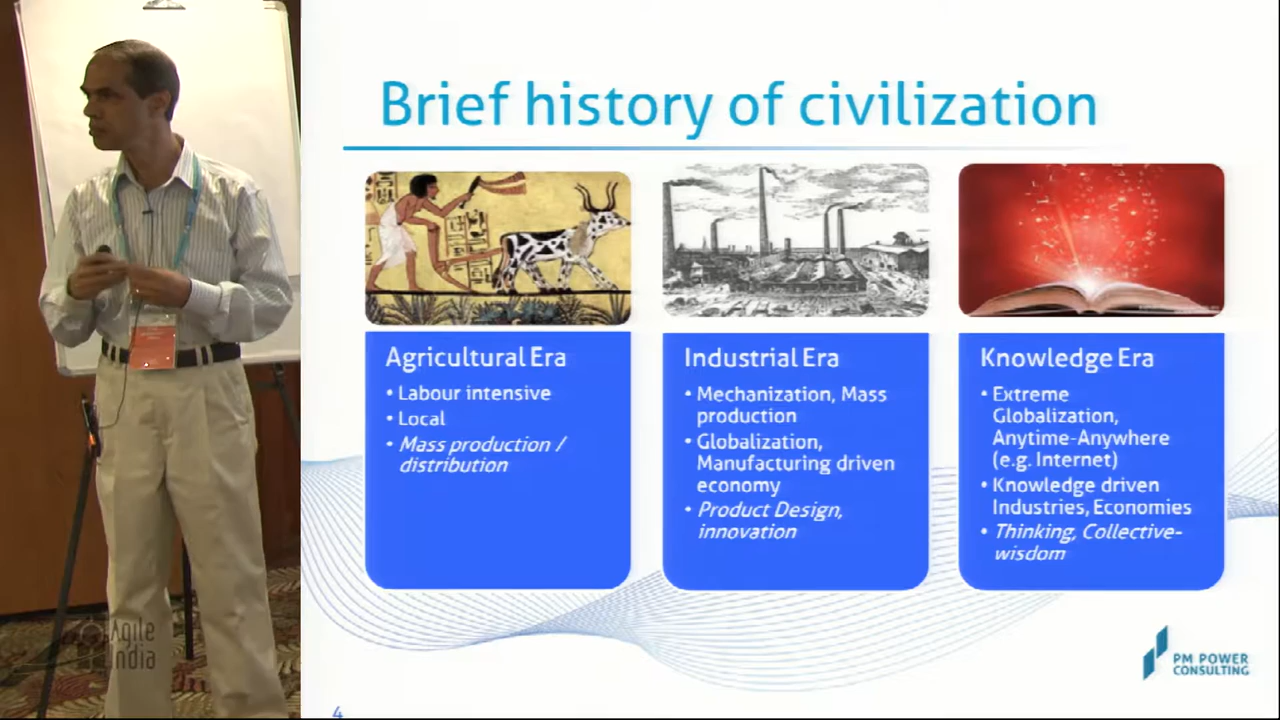 Brief history of civilization
Agricultural Era
• Labour intensive
• Local
• Mass production /
distribution
Industrial Era
• Mechanization, Mass
production
• Globalization,
Manufacturing driven
economy
• Product Design,
innovation
Knowledge Era
• Extreme
Globalization,
Anytime-Anywhere
(e.g. Internet)
• Knowledge driven
Industries, Economies
• Thinking, Collective-
wisdom
Agile
India
PM POWER
CONSULTING
4